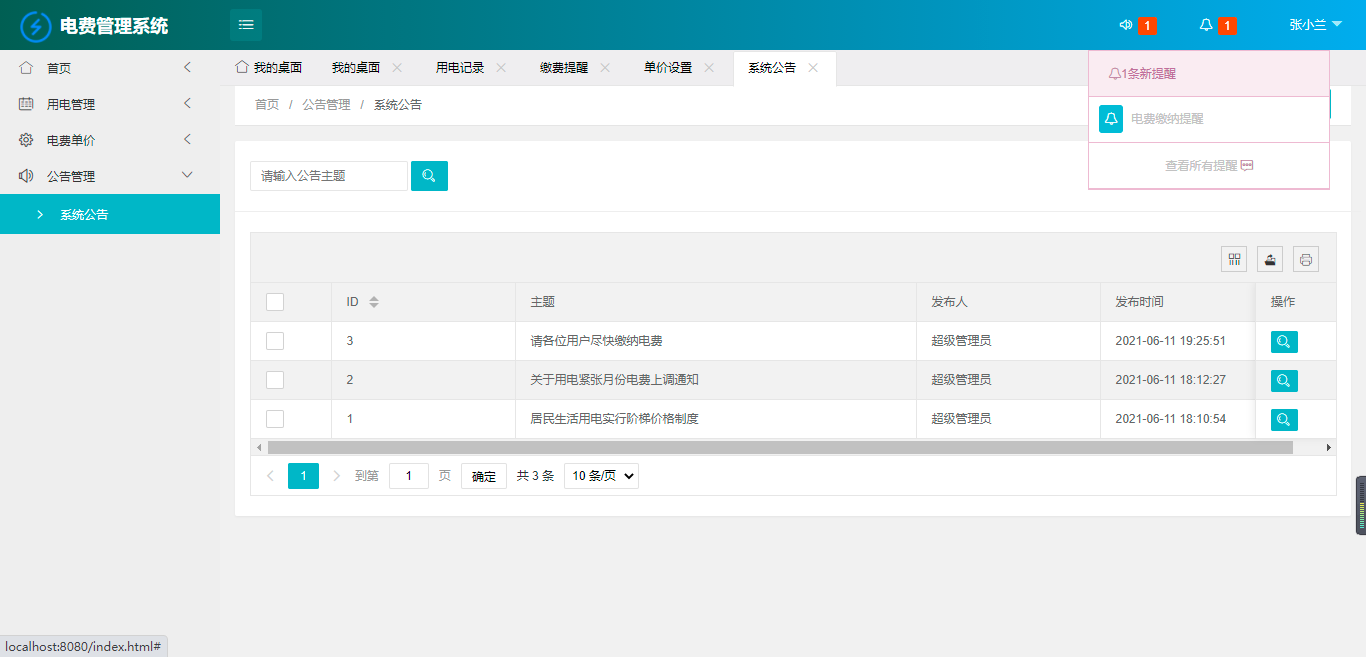 电费管理系统
1
1
张小兰
首页
用电管理
电费单价
公告管理
系统公告
我的桌面
我的桌面
用电记录
缴费提醒
单价设置
系统公告
首页 / 公告管理 / 系统公告
1条新提醒
电费缴纳提醒
查看所有提醒
请输入公告主题
ID 主题 发布人 发布时间 操作
3 请各位用户尽快缴纳电费 超级管理员 2021-06-11 19:25:51
2 关于用电紧张月份电费上调通知 超级管理员 2021-06-11 18:12:27
1 居民生活用电实行阶梯价格制度 超级管理员 2021-06-11 18:10:54
1 到第 1 页 确定 共 3 条 10 条/页
localhost:8080/index.html#